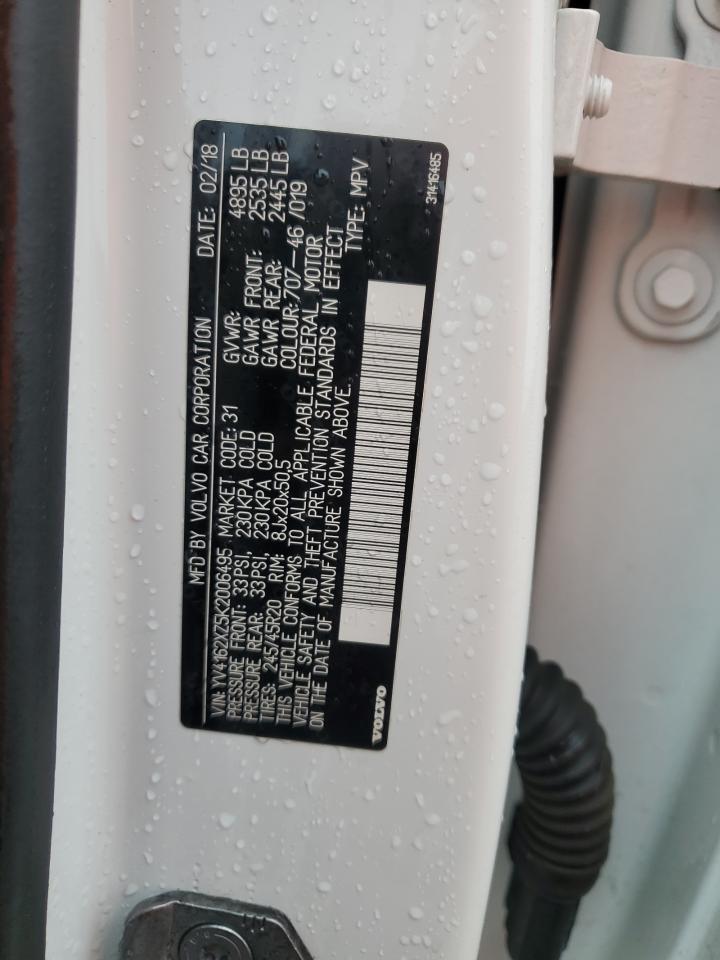 MFD BY VOLVO CAR CORPORATION DATE: 02/18
VIN: YV4162XZ5K2006495 MARKET CODE: 31 GVWR: 4895 LB
PRESSURE FRONT: 33PSI, 230KPA COLD GAWR FRONT: 2535 LB
PRESSURE REAR: 33PSI, 230KPA COLD GAWR REAR: 2445 LB
TIRES: 245/45R20 RIM: 8Jx20x50,5 COLOUR: 707-46 /019
THIS VEHICLE CONFORMS TO ALL APPLICABLE FEDERAL MOTOR
VEHICLE SAFETY AND THEFT PREVENTION STANDARDS IN EFFECT
ON THE DATE OF MANUFACTURE SHOWN ABOVE. TYPE: MPV
VOLVO
31416485